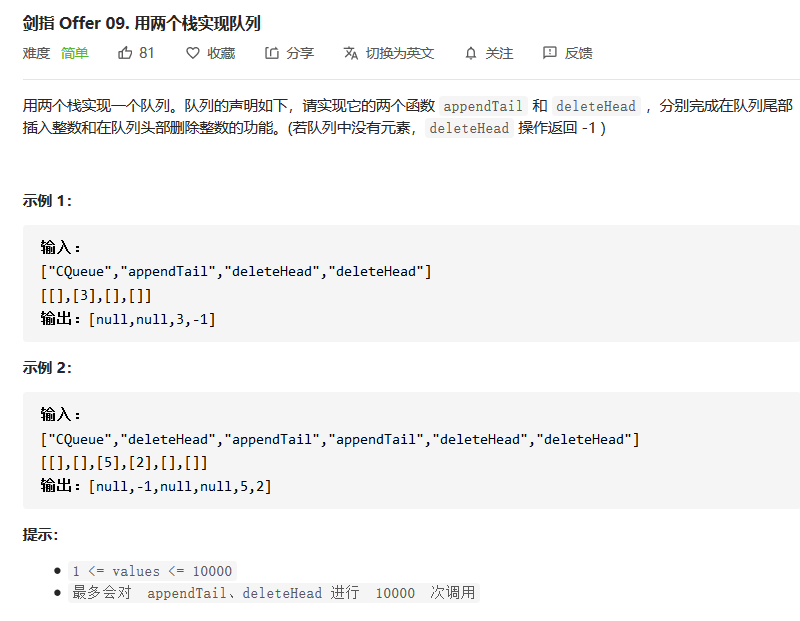 剑指 Offer 09. 用两个栈实现队列
难度 简单 81 收藏 分享 切换为英文 关注 反馈
用两个栈实现一个队列。队列的声明如下，请实现它的两个函数 appendTail 和 deleteHead ，分别完成在队列尾部
插入整数和在队列头部删除整数的功能。(若队列中没有元素，deleteHead 操作返回 -1 )
示例 1：
输入：
["CQueue","appendTail","deleteHead","deleteHead"]
[[],[3],[],[]]
输出：[null,null,3,-1]
示例 2：
输入：
["CQueue","deleteHead","appendTail","appendTail","deleteHead","deleteHead"]
[[],[],[5],[2],[],[]]
输出：[null,-1,null,null,5,2]
提示：
1 <= values <= 10000
最多会对 appendTail、deleteHead 进行 10000 次调用